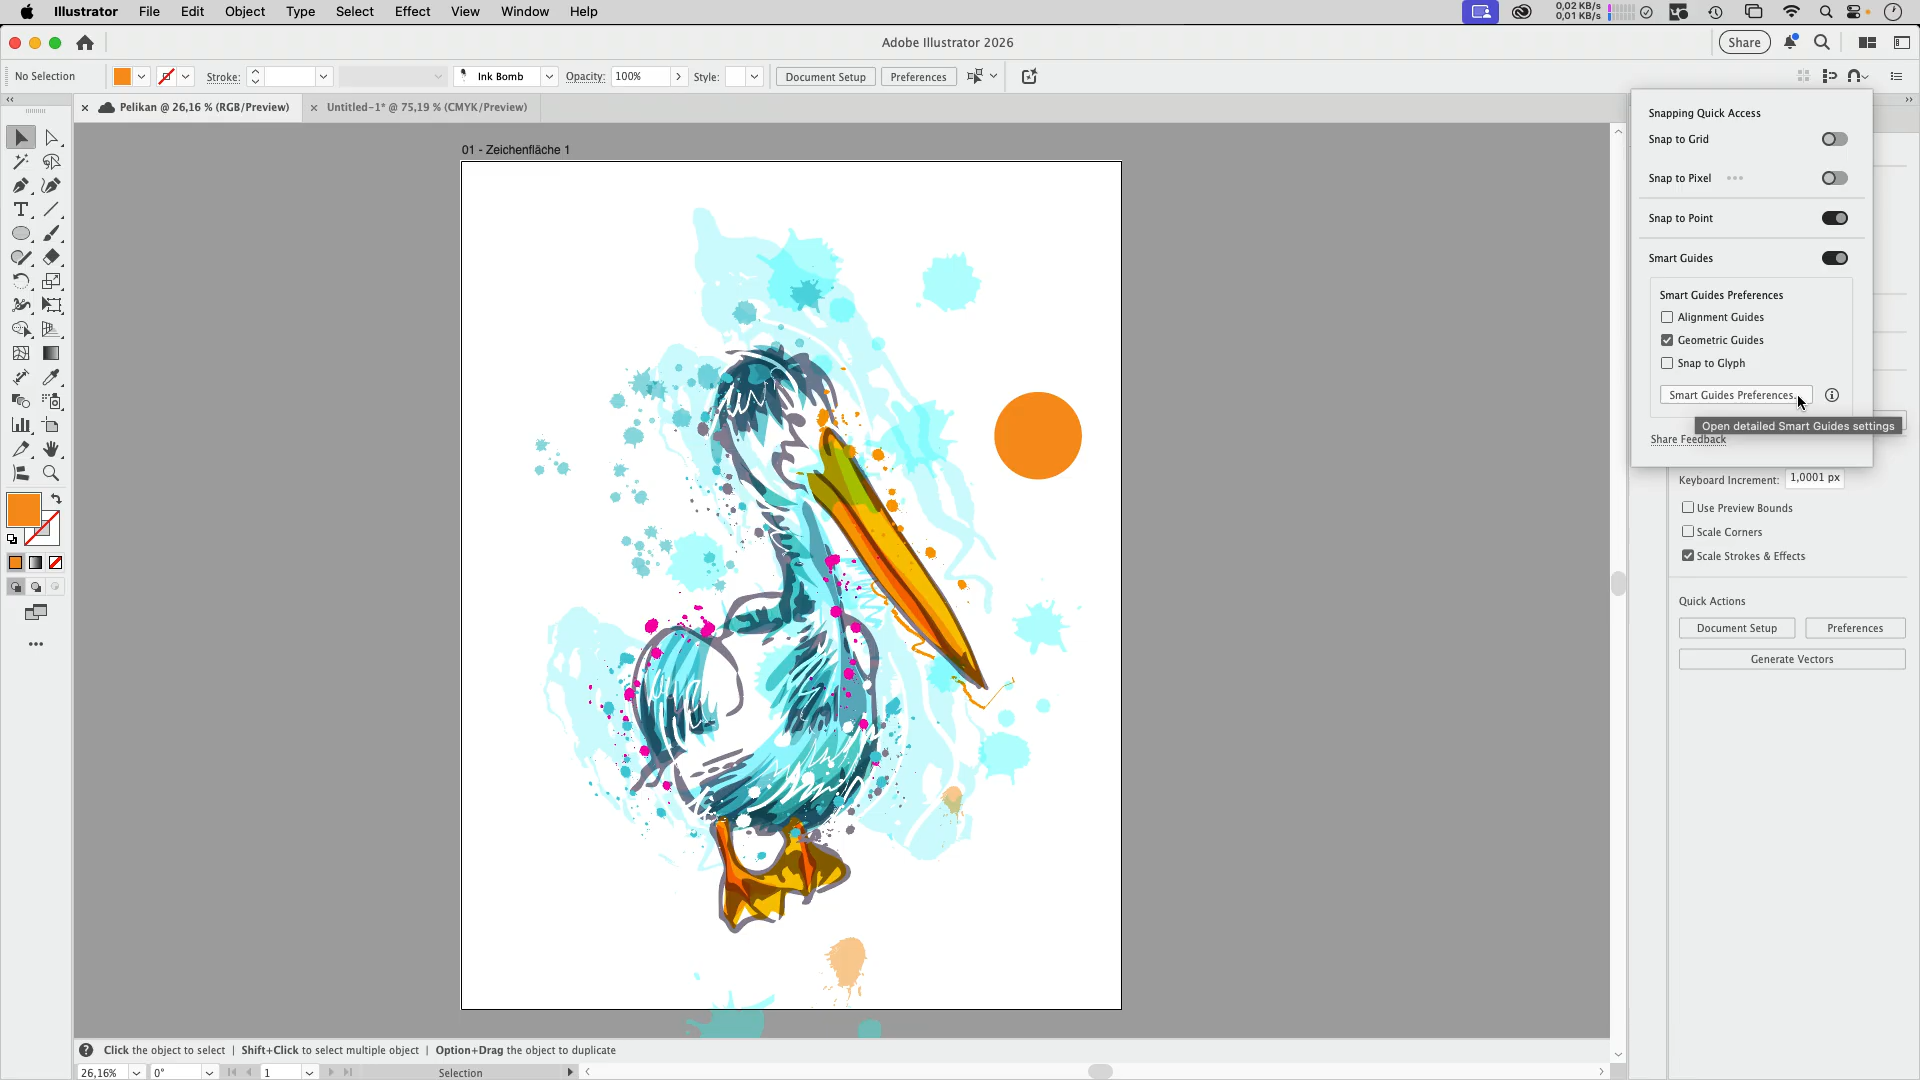 Illustrator File Edit Object Type Select Effect View Window Help
0,02 KB/s
0,01 KB/s
Adobe Illustrator 2026
Share
No Selection
Stroke:
Ink Bomb
Opacity: 100%
Style:
Document Setup
Preferences
Pelikan @ 26,16 % (RGB/Preview)
Untitled-1* @ 75,19 % (CMYK/Preview)
01 - Zeichenfläche 1
Snapping Quick Access
Snap to Grid
Snap to Pixel
Snap to Point
Smart Guides
Smart Guides Preferences
Alignment Guides
Geometric Guides
Snap to Glyph
Smart Guides Preferences...
Open detailed Smart Guides settings
Share Feedback
Keyboard Increment: 1,0001 px
Use Preview Bounds
Scale Corners
Scale Strokes & Effects
Quick Actions
Document Setup
Preferences
Generate Vectors
Click the object to select | Shift+Click to select multiple object | Option+Drag the object to duplicate
26,16% 0° 1 Selection